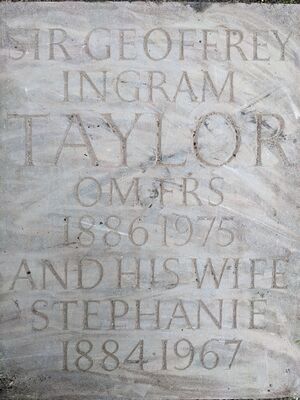 SIR GEOFFREY
INGRAM
TAYLOR
OM FRS
1886·1975
AND HIS WIFE
STEPHANIE
1884·1967